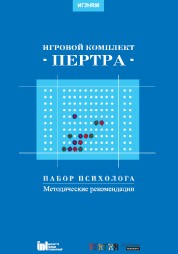 ИГРОВОЙ КОМПЛЕКТ
- ПЕРТРА -
НАБОР ПСИХОЛОГА
Методические рекомендации